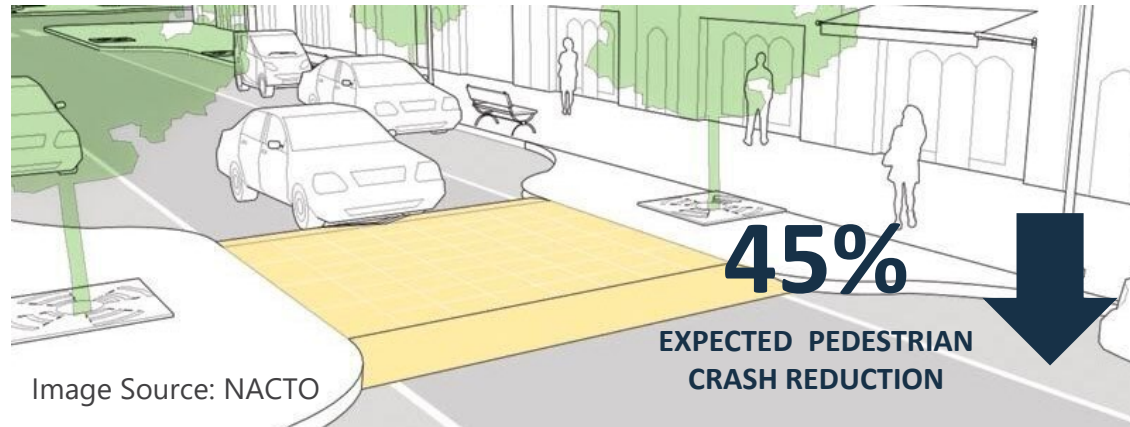 45%
EXPECTED PEDESTRIAN
CRASH REDUCTION
Image Source: NACTO